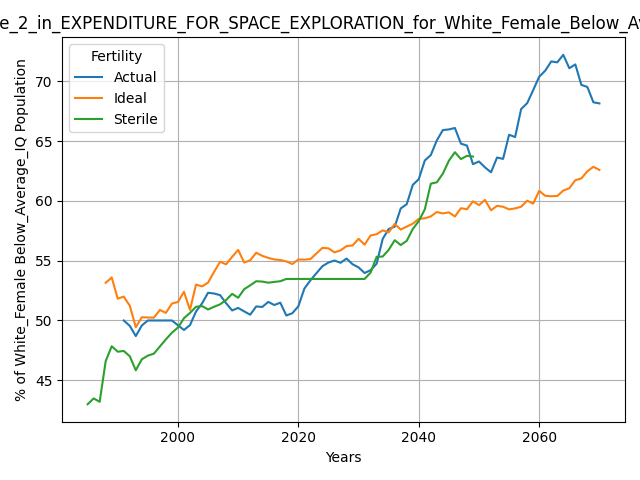 e_2_in_EXPENDITURE_FOR_SPACE_EXPLORATION_for_White_Female_Below_Av
Fertility
Actual
Ideal
Sterile
% of White_Female Below_Average_IQ Population
70
65
60
55
50
45
2000
2020
2040
2060
Years